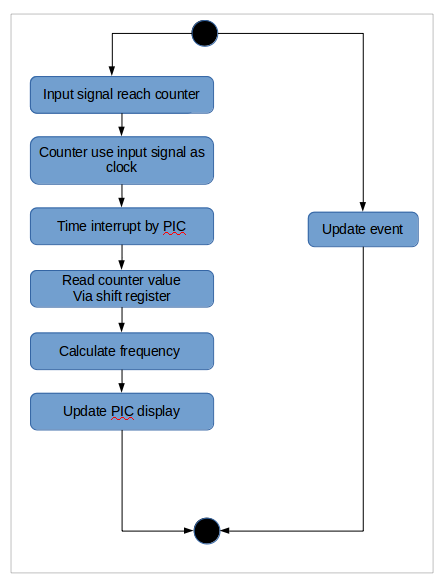 Input signal reach counter
Counter use input signal as
clock
Time interrupt by PIC
Update event
Read counter value
Via shift register
Calculate frequency
Update PIC display